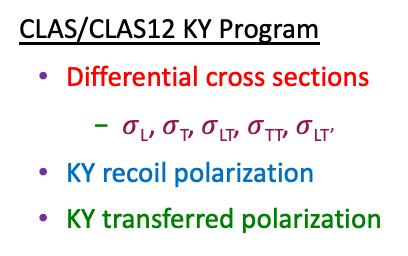 CLAS/CLAS12 KY Program
• Differential cross sections
– σL, σT, σLT, σTT, σLT′
• KY recoil polarization
• KY transferred polarization